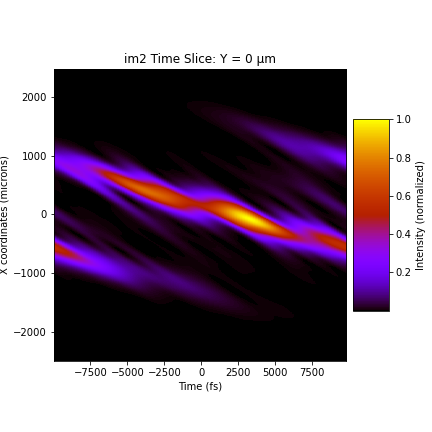 im2 Time Slice: Y = 0 μm
X coordinates (microns)
2000
1000
0
−1000
−2000
−7500 −5000 −2500 0 2500 5000 7500
Time (fs)
1.0
0.8
0.6
0.4
0.2
Intensity (normalized)